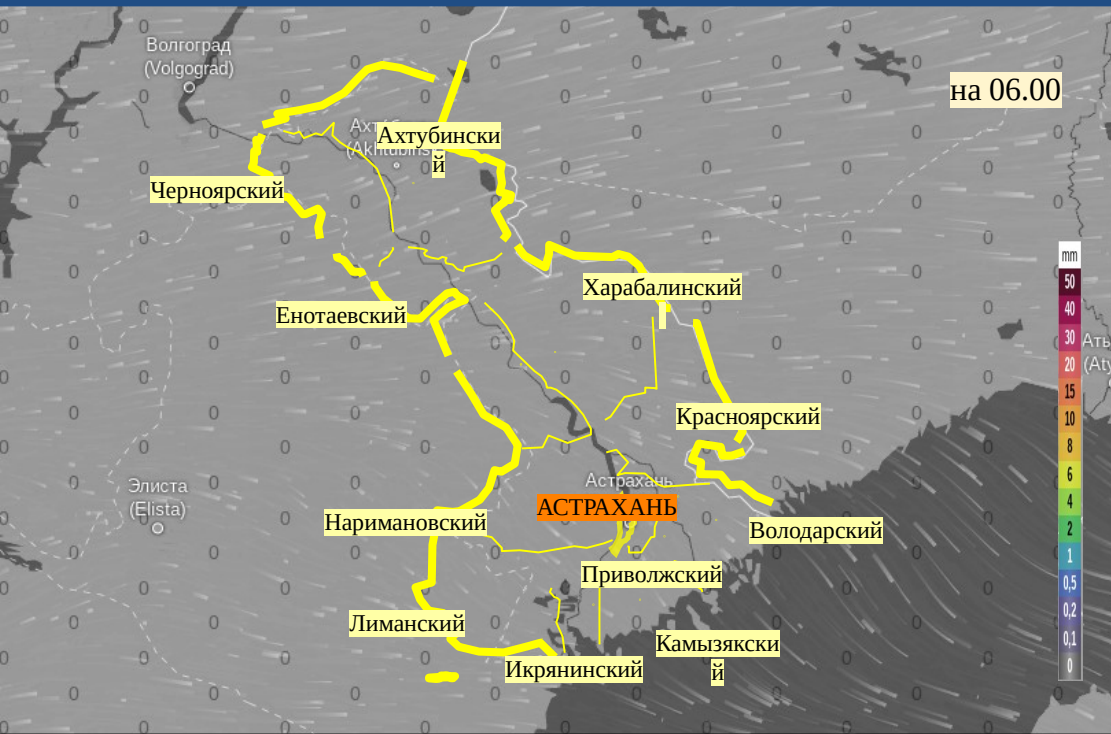 Волгоград
(Volgograd)
на 06.00
Ахтубински
й
Черноярский
mm
50
40
30
20
15
10
8
6
4
2
1
0,5
0,2
0,1
0
Харабалинский
Енотаевский
Красноярский
Астрахань
АСТРАХАНЬ
Элиста
(Elista)
Наримановский
Володарский
Приволжский
Лиманский
Камызякски
й
Икрянинский